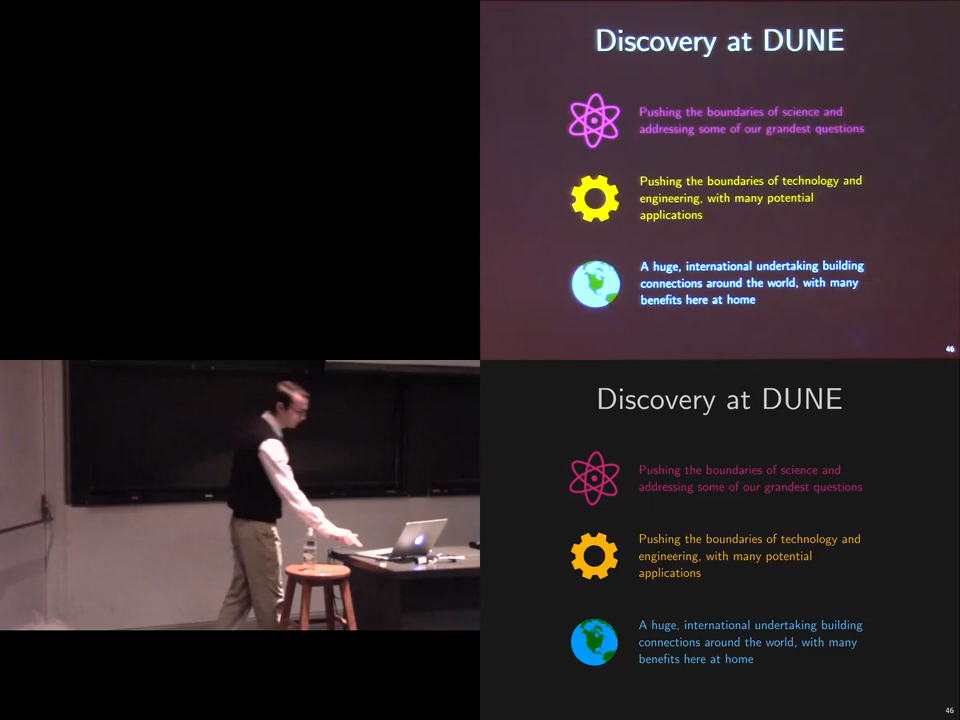 Discovery at DUNE
Pushing the boundaries of science and
addressing some of our grandest questions
Pushing the boundaries of technology and
engineering, with many potential
applications
A huge, international undertaking building
connections around the world, with many
benefits here at home
46
Discovery at DUNE
Pushing the boundaries of science and
addressing some of our grandest questions
Pushing the boundaries of technology and
engineering, with many potential
applications
A huge, international undertaking building
connections around the world, with many
benefits here at home
46